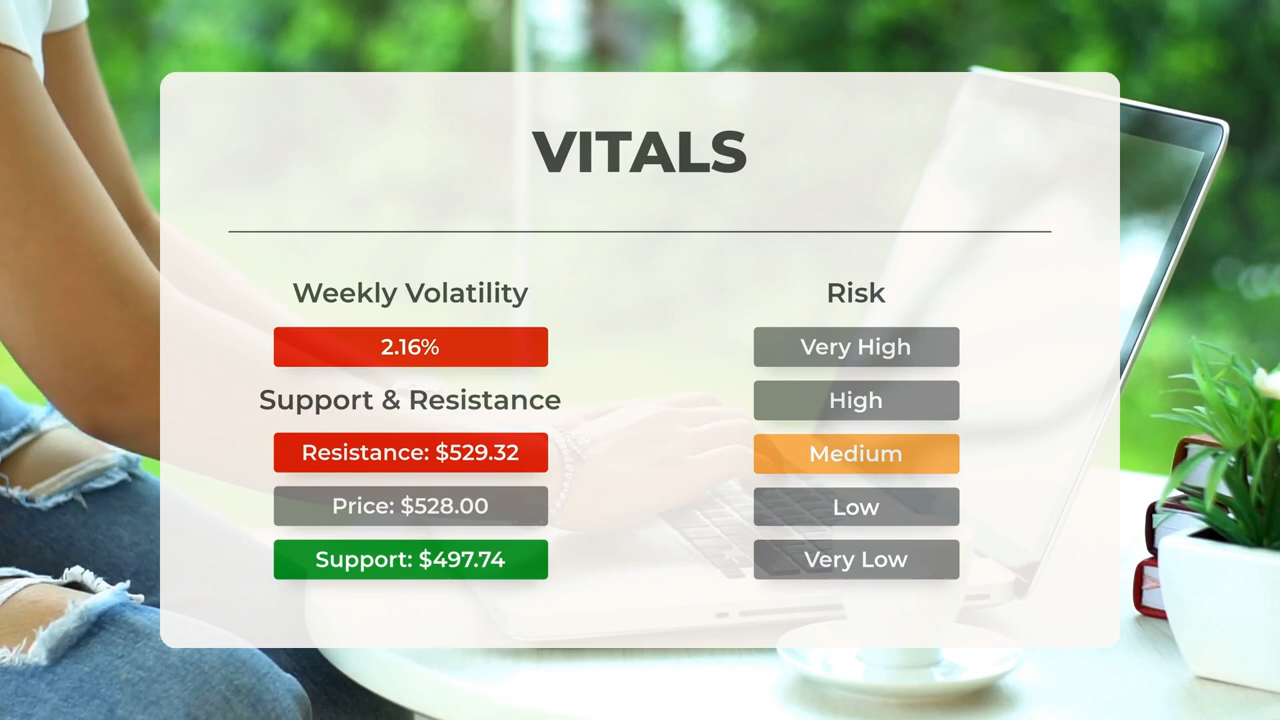 VITALS
Weekly Volatility
2.16%
Support & Resistance
Resistance: $529.32
Price: $528.00
Support: $497.74
Risk
Very High
High
Medium
Low
Very Low